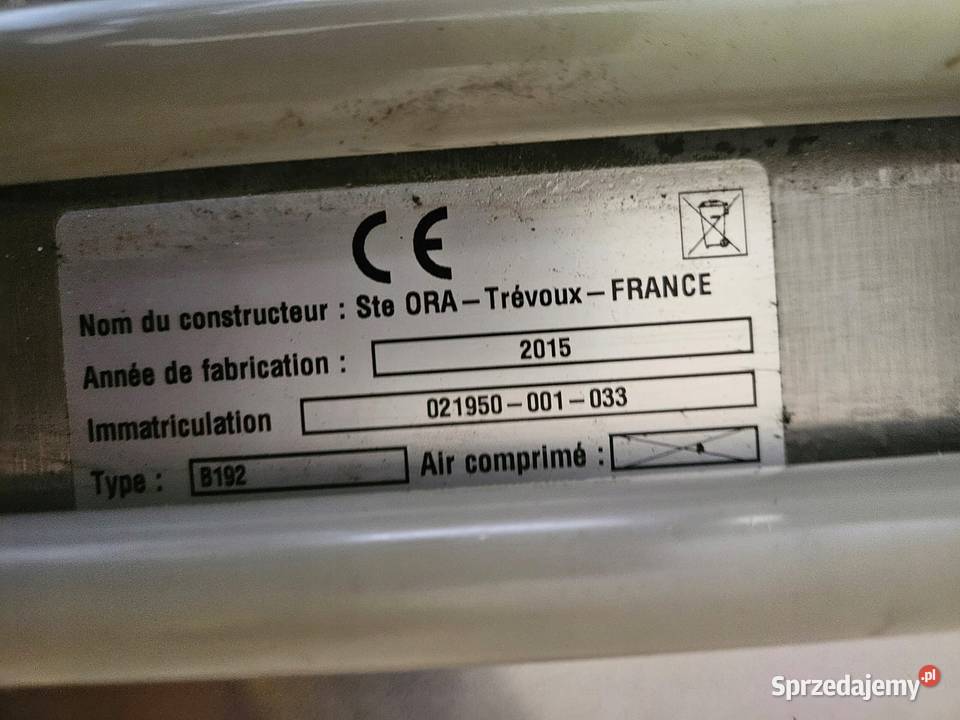 CE
Nom du constructeur : Ste ORA – Trévoux – FRANCE
Année de fabrication : 2015
Immatriculation 021950 – 001 – 033
Type : B192 Air comprimé :
Sprzedajemy.pl